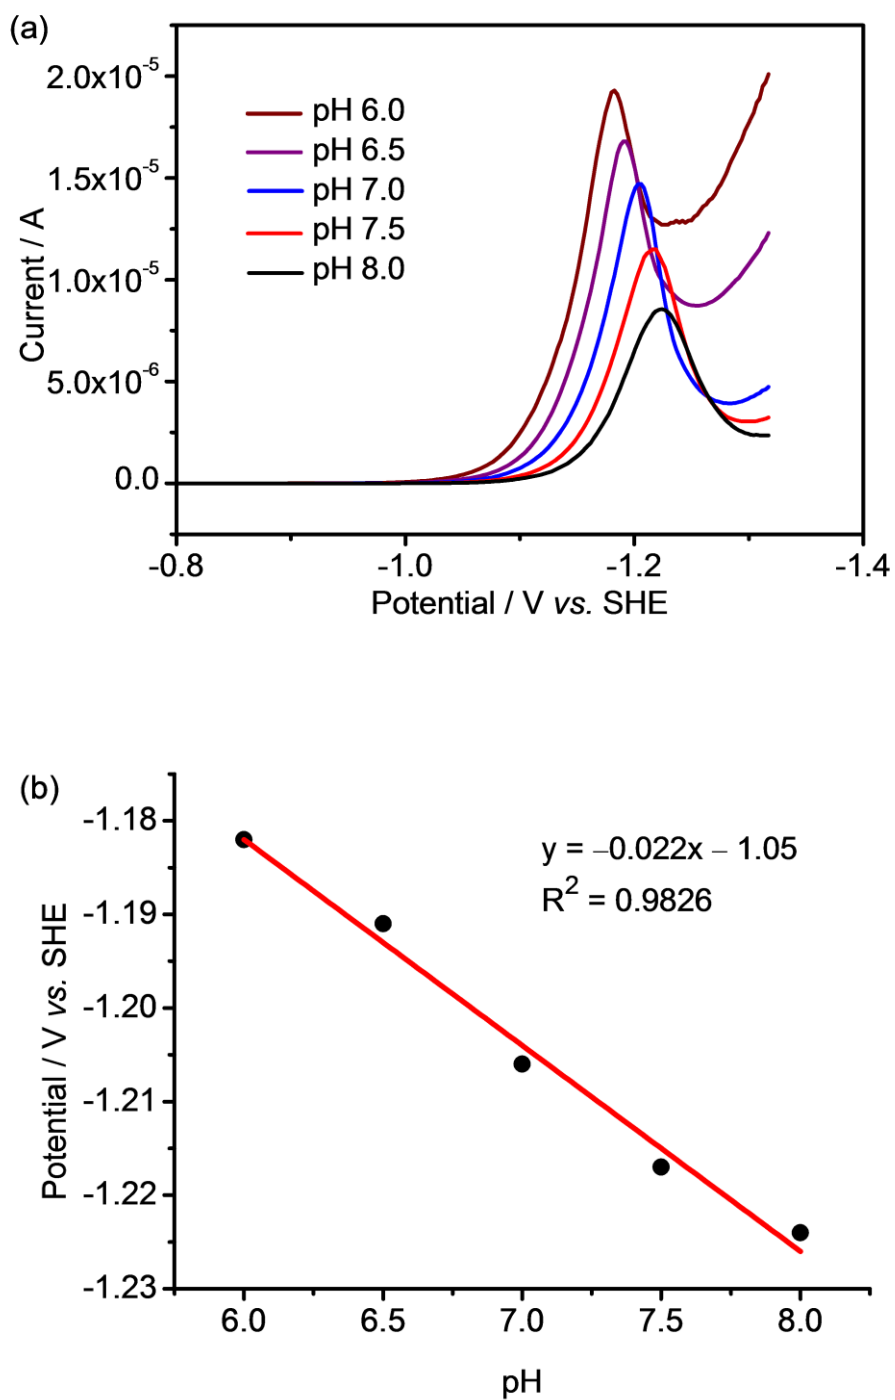 (a)
2.0x10⁻⁵
1.5x10⁻⁵
1.0x10⁻⁵
5.0x10⁻⁶
0.0
Current / A
pH 6.0
pH 6.5
pH 7.0
pH 7.5
pH 8.0
-0.8 -1.0 -1.2 -1.4
Potential / V vs. SHE
(b)
-1.18
-1.19
-1.20
-1.21
-1.22
-1.23
Potential / V vs. SHE
y = –0.022x – 1.05
R² = 0.9826
6.0 6.5 7.0 7.5 8.0
pH